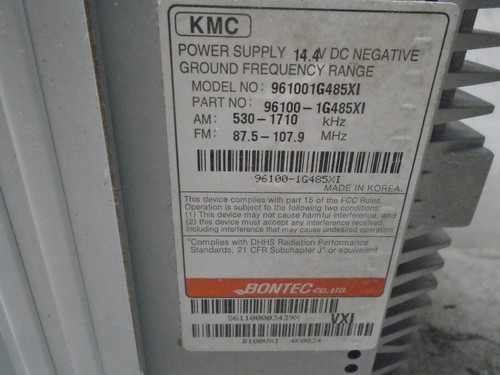 KMC
POWER SUPPLY 14.4V DC NEGATIVE
GROUND FREQUENCY RANGE
MODEL NO: 961001G485XI
PART NO: 96100-1G485XI
AM: 530-1710 kHz
FM: 87.5-107.9 MHz
96100-1G485XI
MADE IN KOREA.
This device complies with part 15 of the FCC Rules.
Operation is subject to the following two conditions:
(1) This device may not cause harmful interference, and
(2) this device must accept any interference received,
including interference that may cause undesired operation
"Complies with DHHS Radiation Performance
Standards, 21 CFR Subchapter J" or equivalent
BONTEC CO., LTD.
VXI